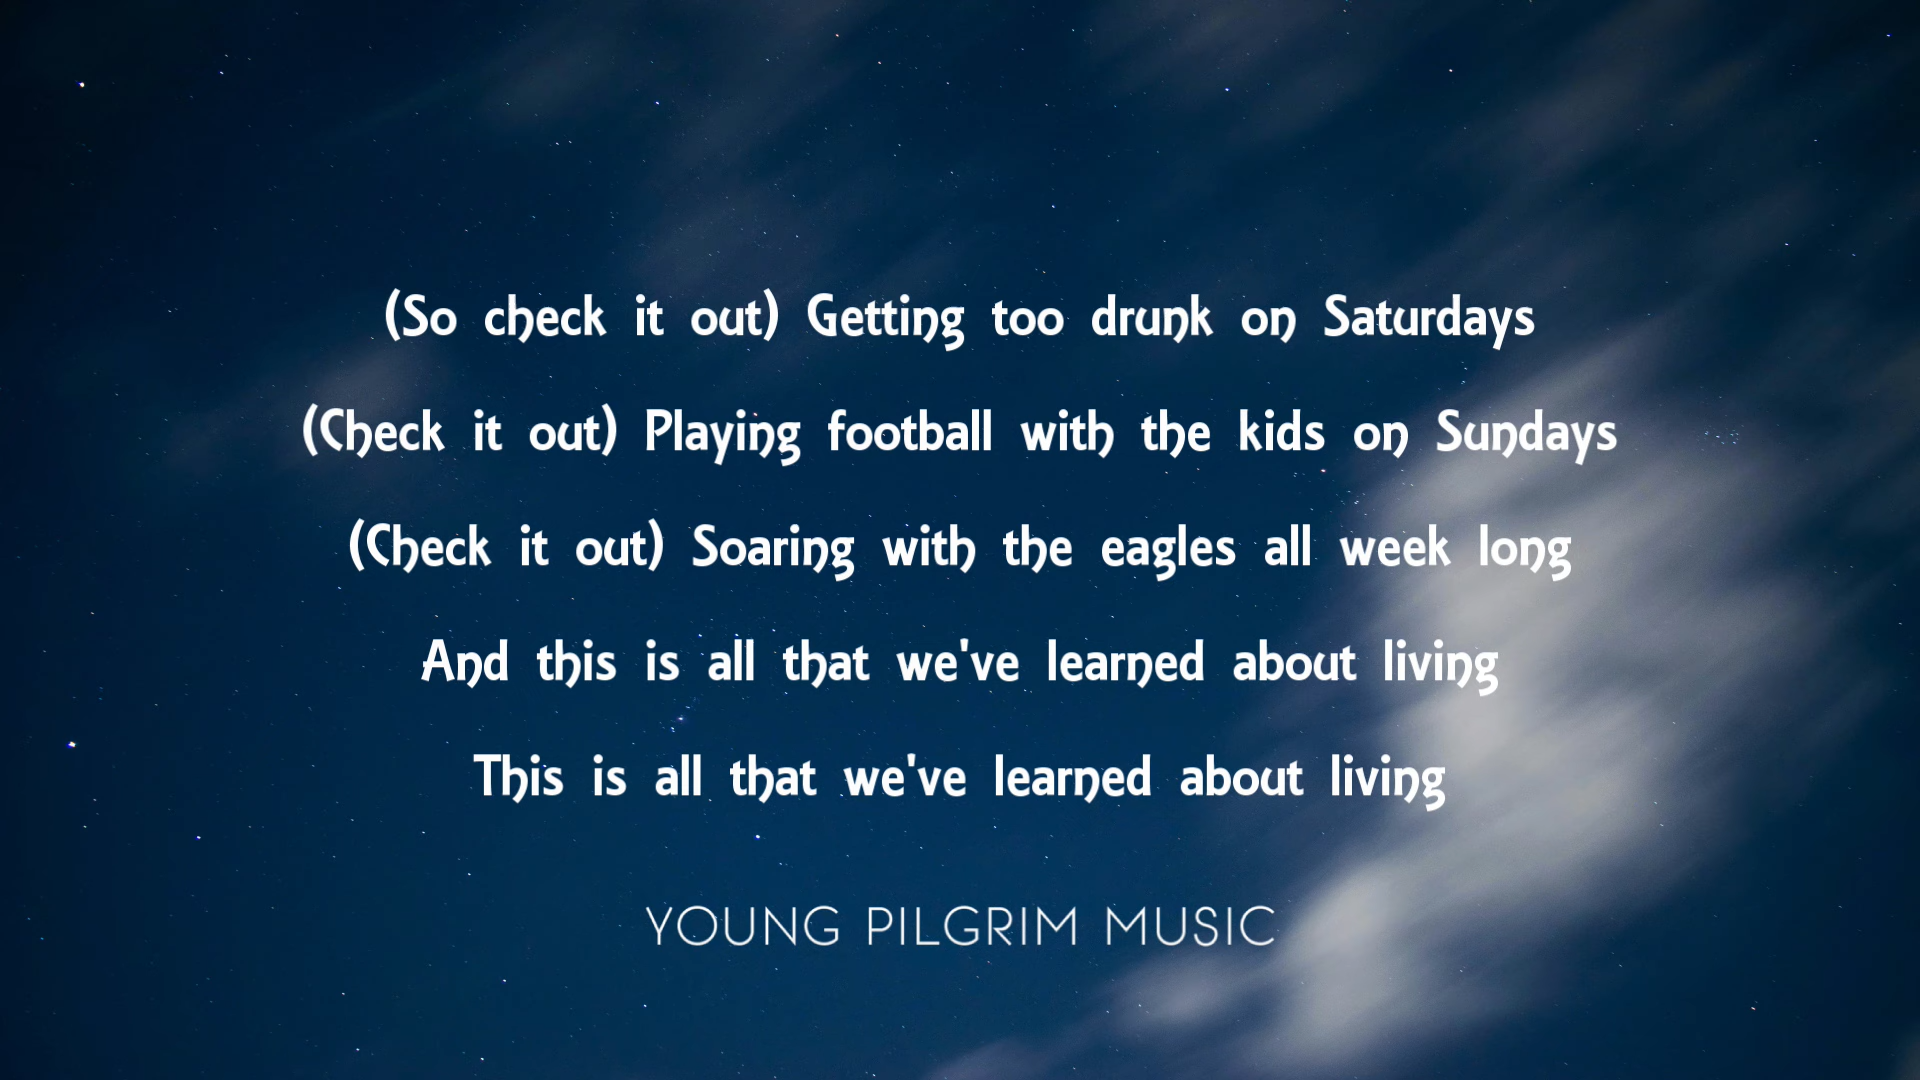 (So check it out) Getting too drunk on Saturdays
(Check it out) Playing football with the kids on Sundays
(Check it out) Soaring with the eagles all week long
And this is all that we've learned about living
This is all that we've learned about living
YOUNG PILGRIM MUSIC